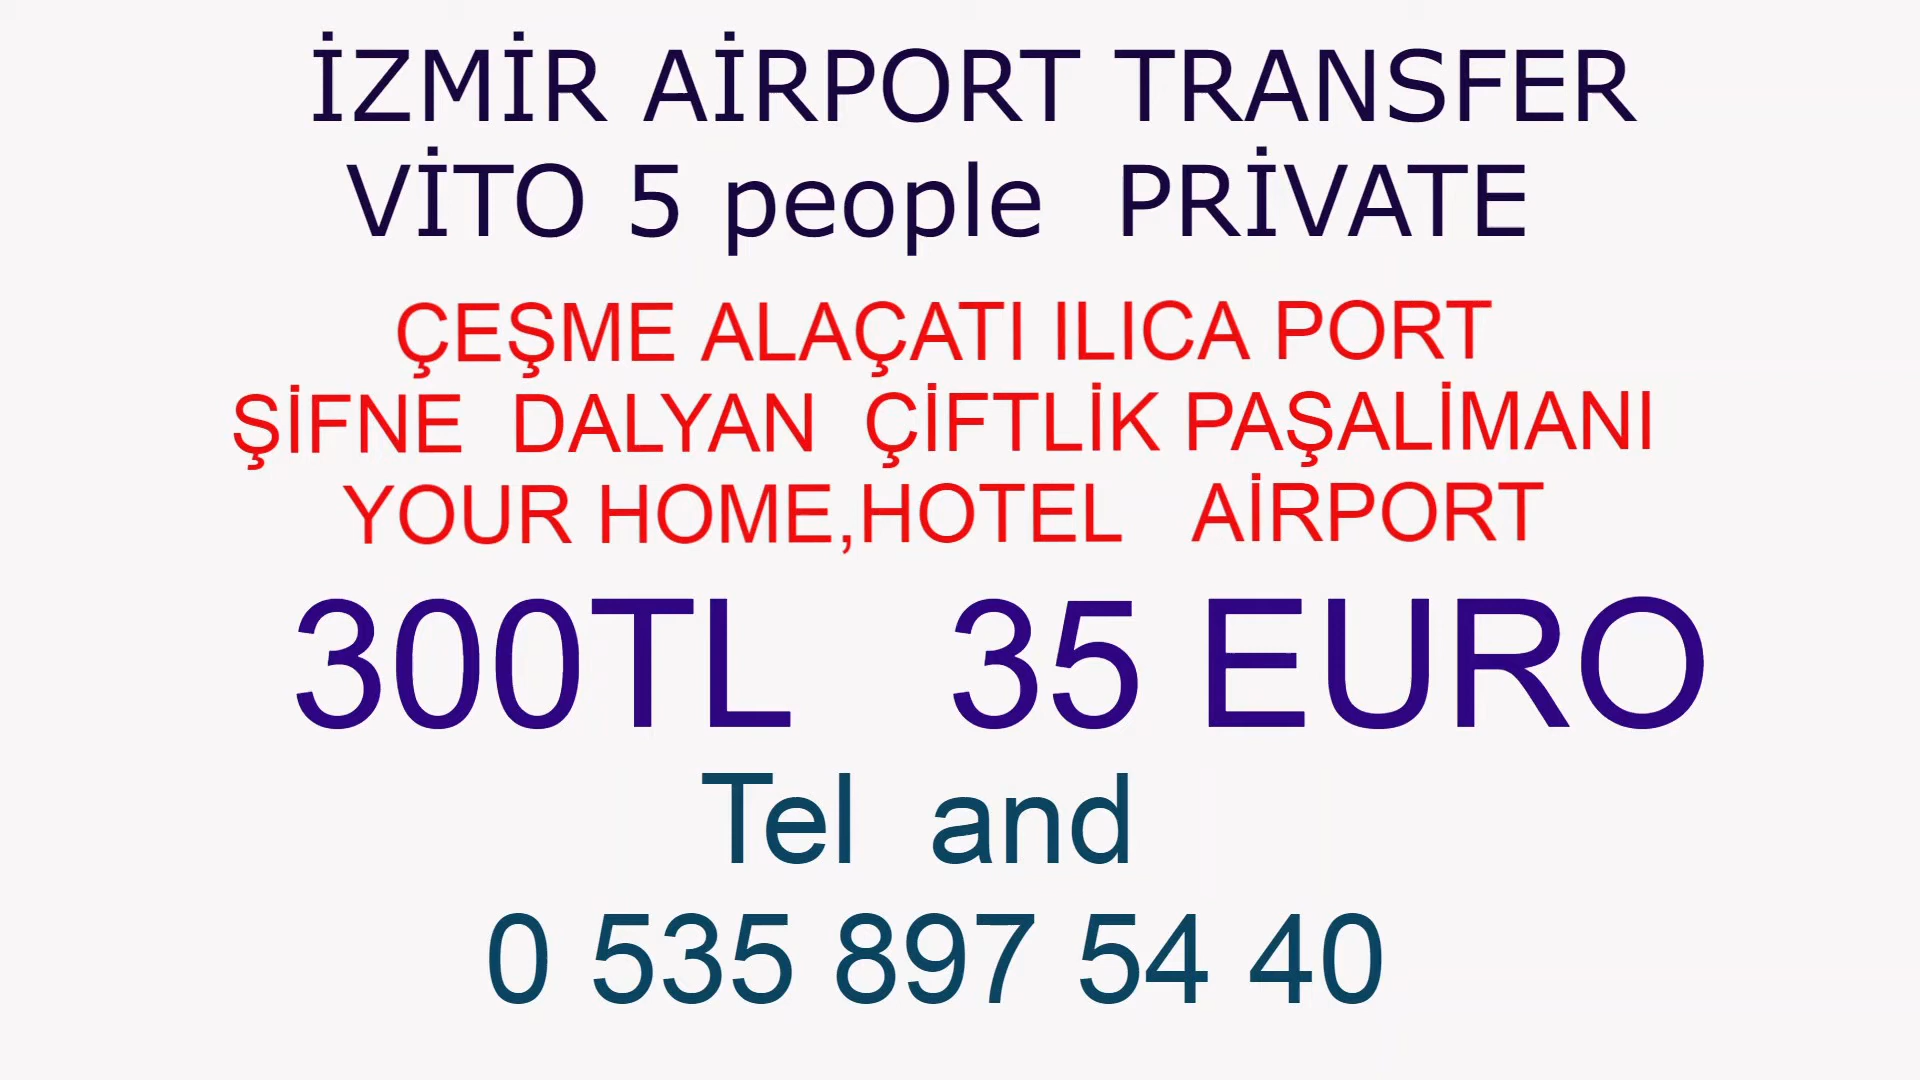 İZMİR AİRPORT TRANSFER
VİTO 5 people PRİVATE
ÇEŞME ALAÇATI ILICA PORT
ŞİFNE DALYAN ÇİFTLİK PAŞALİMANI
YOUR HOME,HOTEL AİRPORT
300TL 35 EURO
Tel and
0 535 897 54 40